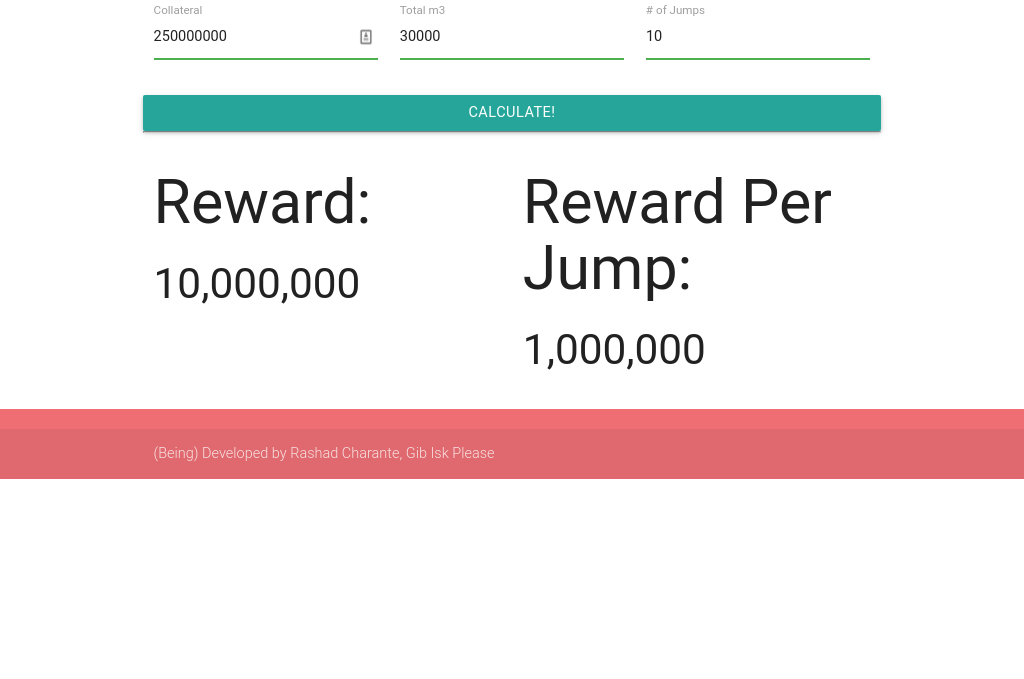 Collateral
Total m3
# of Jumps
250000000
30000
10
CALCULATE!
Reward:
10,000,000
Reward Per
Jump:
1,000,000
(Being) Developed by Rashad Charante, Gib Isk Please